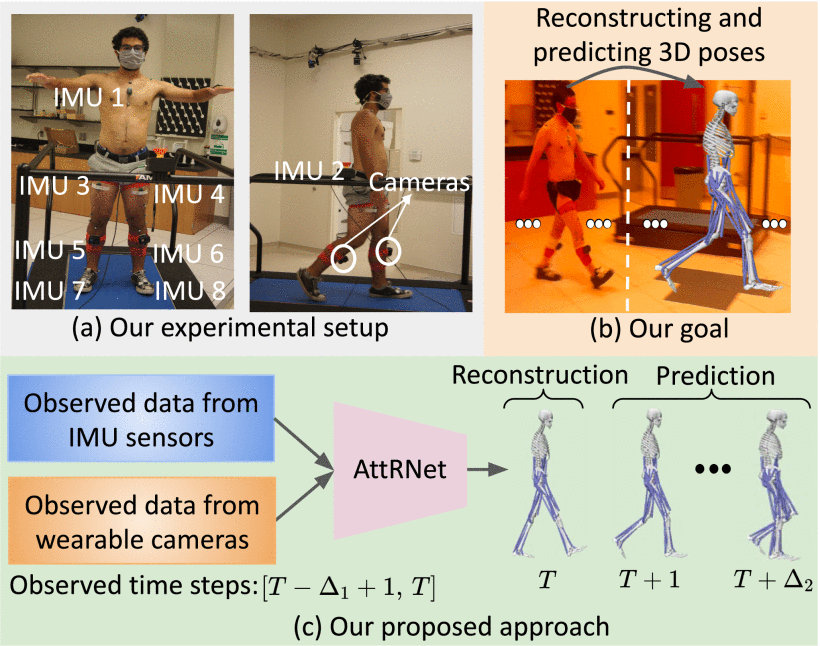 IMU 1
IMU 3
IMU 4
IMU 5
IMU 6
IMU 7
IMU 8
IMU 2
Cameras
(a) Our experimental setup
Reconstructing and
predicting 3D poses
(b) Our goal
Observed data from
IMU sensors
Observed data from
wearable cameras
AttRNet
Reconstruction
Prediction
T
T + 1
T + Δ₂
Observed time steps: [T − Δ₁ + 1, T]
(c) Our proposed approach